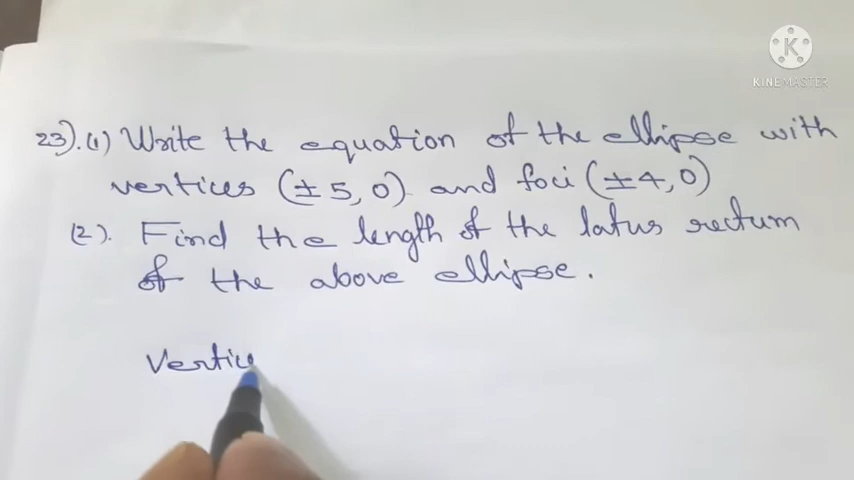 K
KINEMASTER
23).(1) Write the equation of the ellipse with
vertices (±5, 0) and foci (±4, 0)
(2). Find the length of the latus rectum
of the above ellipse.
Vertic